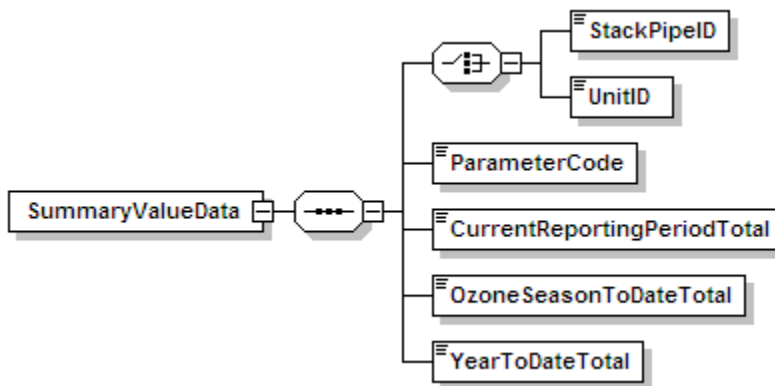 StackPipeID
UnitID
ParameterCode
SummaryValueData
CurrentReportingPeriodTotal
OzoneSeasonToDateTotal
YearToDateTotal